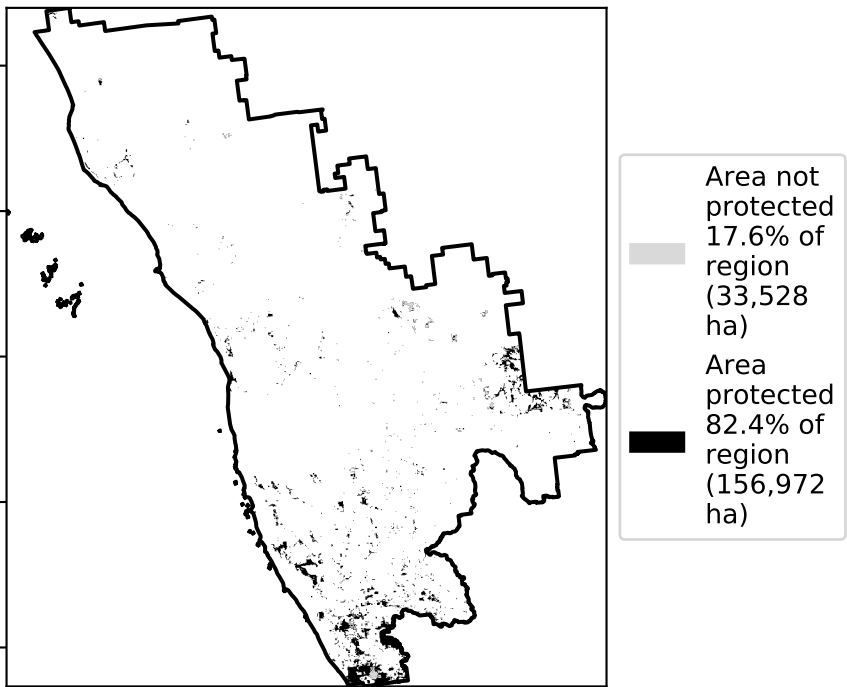 Area not
protected
17.6% of
region
(33,528
ha)
Area
protected
82.4% of
region
(156,972
ha)